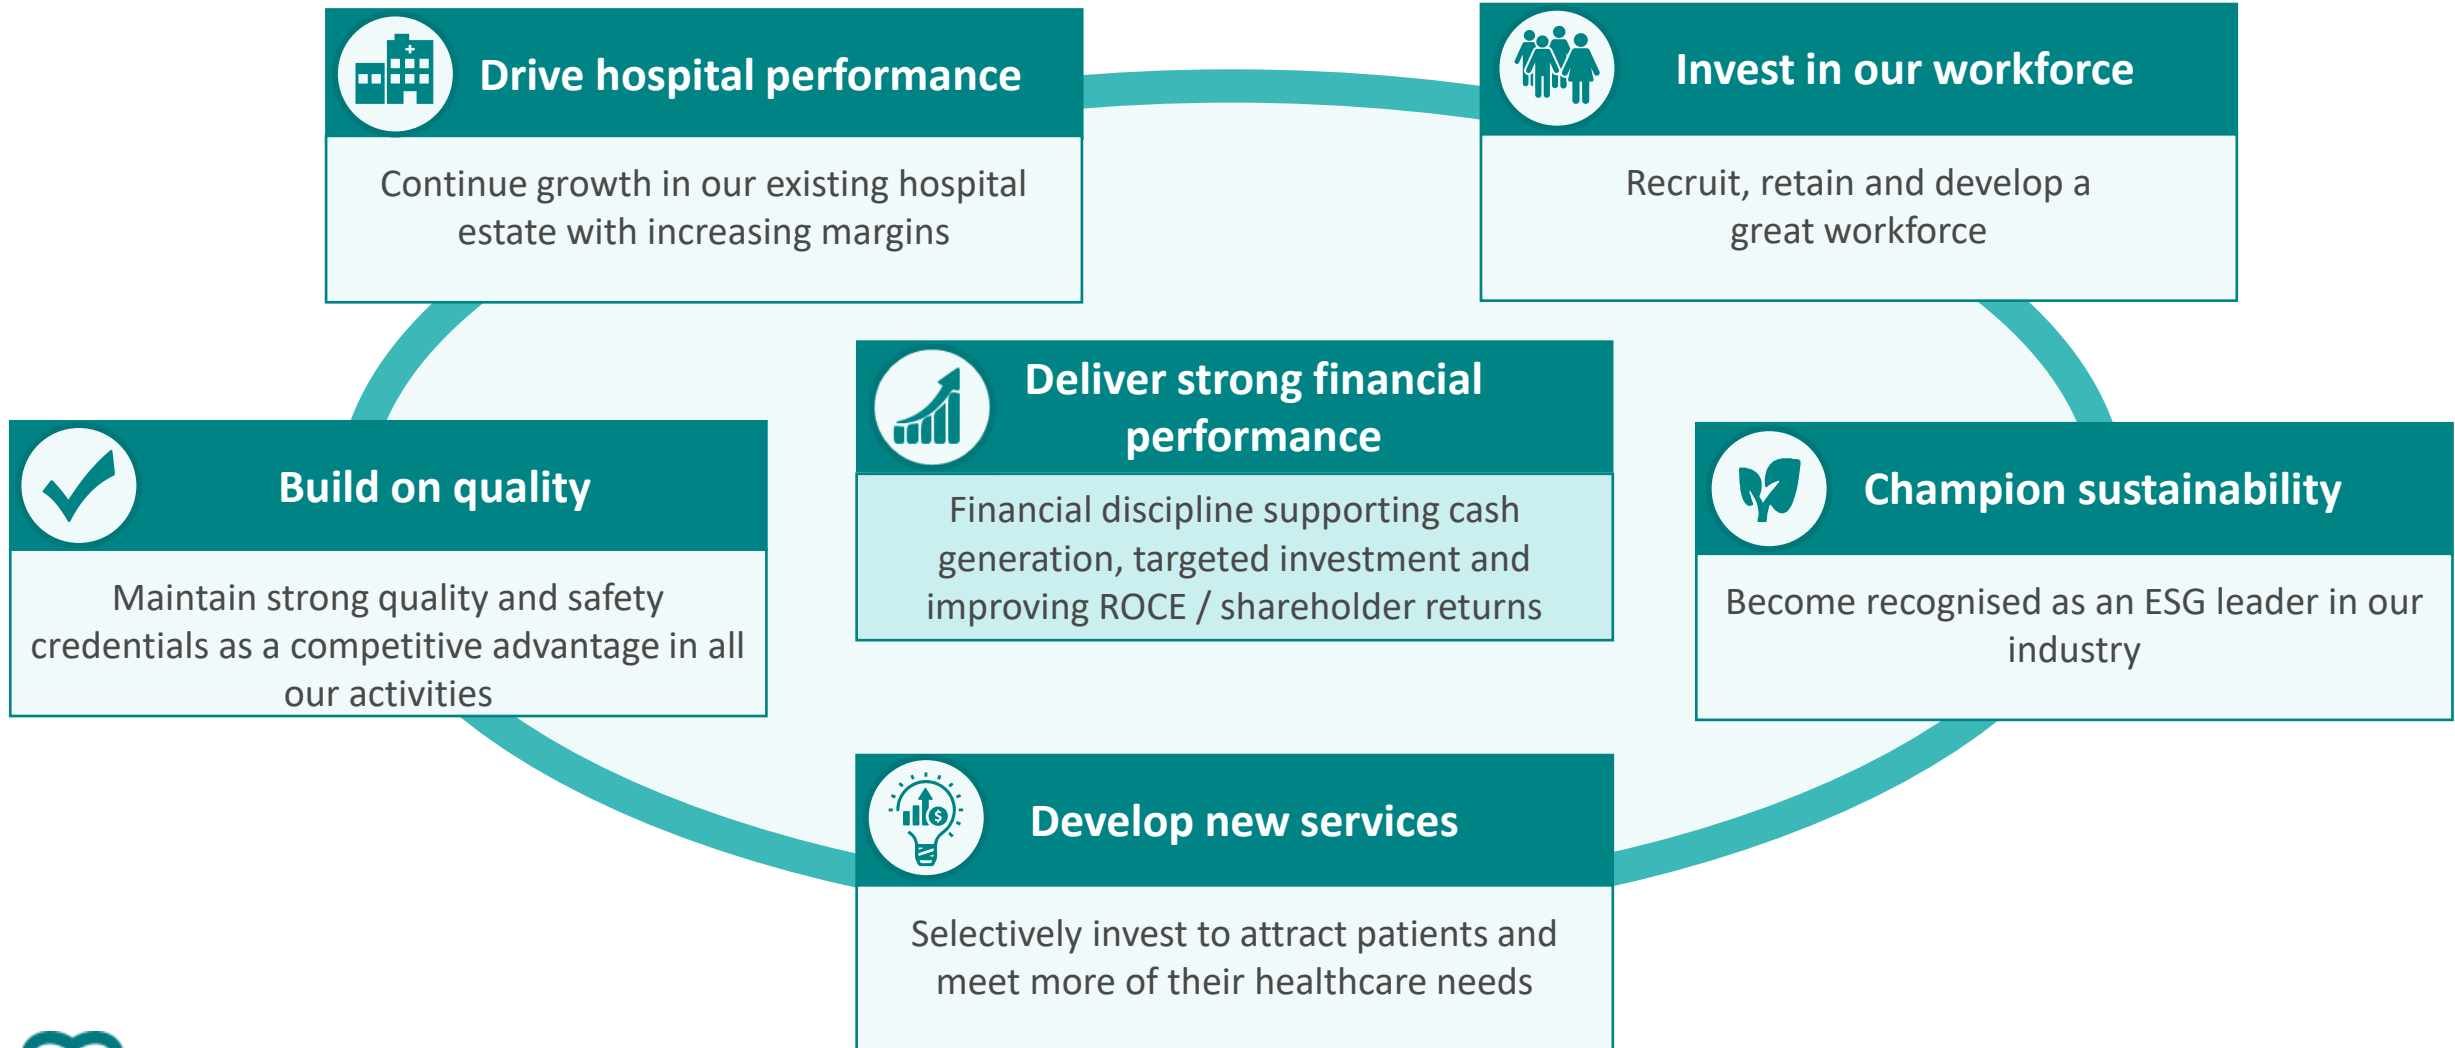 Drive hospital performance
Continue growth in our existing hospital
estate with increasing margins
Invest in our workforce
Recruit, retain and develop a
great workforce
Build on quality
Maintain strong quality and safety
credentials as a competitive advantage in all
our activities
Deliver strong financial
performance
Financial discipline supporting cash
generation, targeted investment and
improving ROCE / shareholder returns
Champion sustainability
Become recognised as an ESG leader in our
industry
Develop new services
Selectively invest to attract patients and
meet more of their healthcare needs